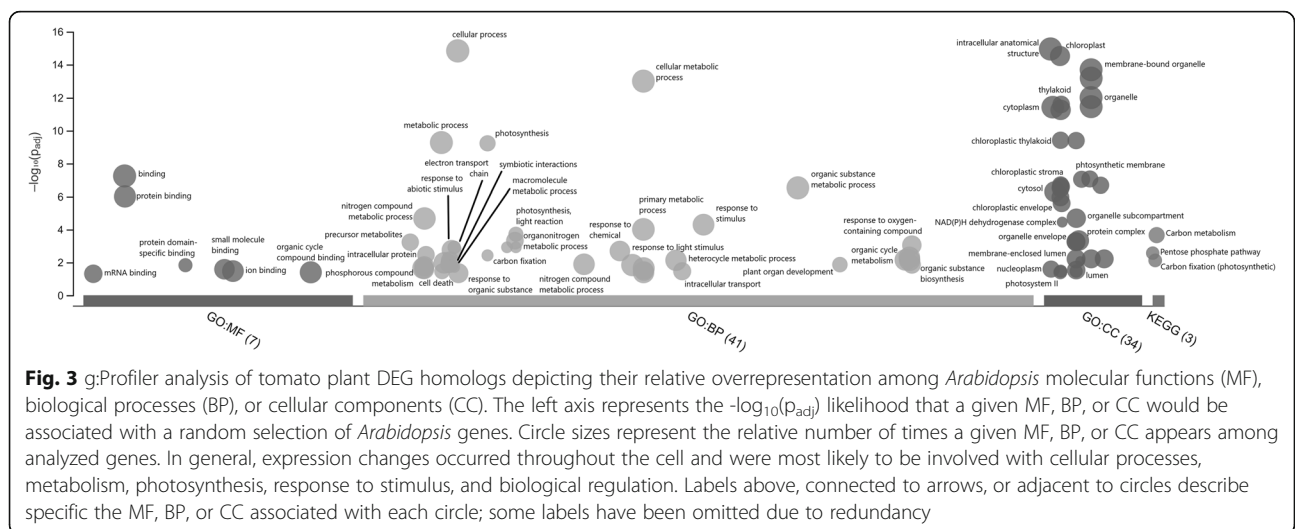 16
14
12
10
8
6
4
2
0
-log10(padj)
binding
protein binding
mRNA binding
protein domain-
specific binding
small molecule
binding
ion binding
organic cycle
compound binding
cellular process
metabolic process
photosynthesis
electron transport
chain
symbiotic interactions
response to
abiotic stimulus
macromolecule
metabolic process
nitrogen compound
metabolic process
precursor metabolites
intracellular protein
phosphorous compound
metabolism
cell death
photosynthesis,
light reaction
organonitrogen
metabolic process
carbon fixation
response to
organic substance
cellular metabolic
process
primary metabolic
process
response to
chemical
response to light stimulus
nitrogen compound
metabolic process
response to
stimulus
heterocycle metabolic process
intracellular transport
organic substance
metabolic process
plant organ development
response to oxygen-
containing compound
organic cycle
metabolism
organic substance
biosynthesis
intracellular anatomical
structure
chloroplast
membrane-bound organelle
thylakoid
cytoplasm
organelle
chloroplastic thylakoid
chloroplastic stroma
phtosynthetic membrane
cytosol
chloroplastic envelope
NAD(P)H dehydrogenase complex
organelle subcompartment
organelle envelope
protein complex
membrane-enclosed lumen
nucleoplasm
lumen
photosystem II
Carbon metabolism
Pentose phosphate pathway
Carbon fixation (photosynthetic)
GO:MF (7)
GO:BP (41)
GO:CC (34)
KEGG (3)
Fig. 3 g:Profiler analysis of tomato plant DEG homologs depicting their relative overrepresentation among Arabidopsis molecular functions (MF),
biological processes (BP), or cellular components (CC). The left axis represents the -log10(padj) likelihood that a given MF, BP, or CC would be
associated with a random selection of Arabidopsis genes. Circle sizes represent the relative number of times a given MF, BP, or CC appears among
analyzed genes. In general, expression changes occurred throughout the cell and were most likely to be involved with cellular processes,
metabolism, photosynthesis, response to stimulus, and biological regulation. Labels above, connected to arrows, or adjacent to circles describe
specific the MF, BP, or CC associated with each circle; some labels have been omitted due to redundancy